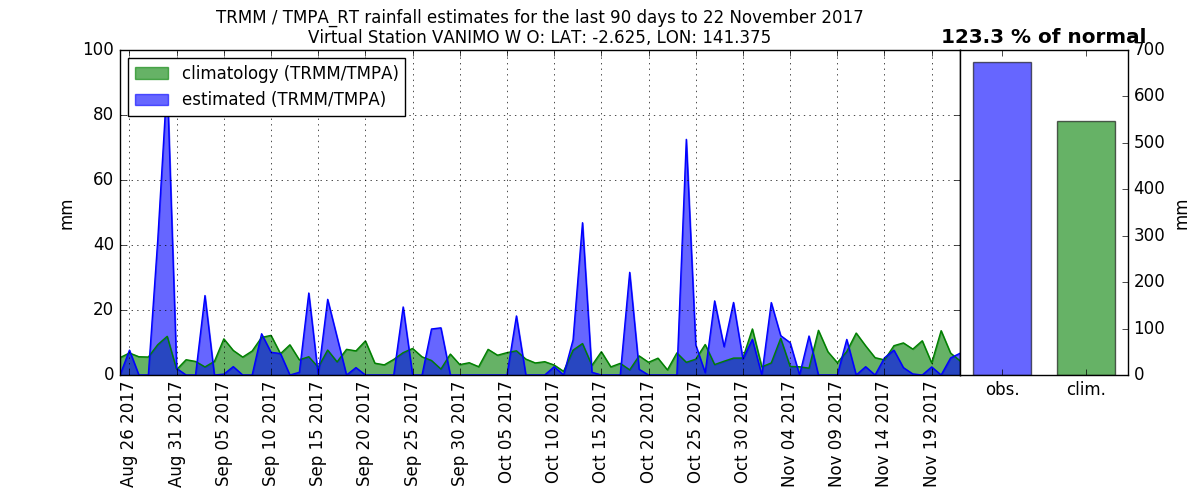 TRMM / TMPA_RT rainfall estimates for the last 90 days to 22 November 2017
Virtual Station VANIMO W O: LAT: -2.625, LON: 141.375
123.3 % of normal
climatology (TRMM/TMPA)
estimated (TRMM/TMPA)
100
80
60
40
20
0
mm
Aug 26 2017
Aug 31 2017
Sep 05 2017
Sep 10 2017
Sep 15 2017
Sep 20 2017
Sep 25 2017
Sep 30 2017
Oct 05 2017
Oct 10 2017
Oct 15 2017
Oct 20 2017
Oct 25 2017
Oct 30 2017
Nov 04 2017
Nov 09 2017
Nov 14 2017
Nov 19 2017
700
600
500
400
300
200
100
0
mm
obs.
clim.